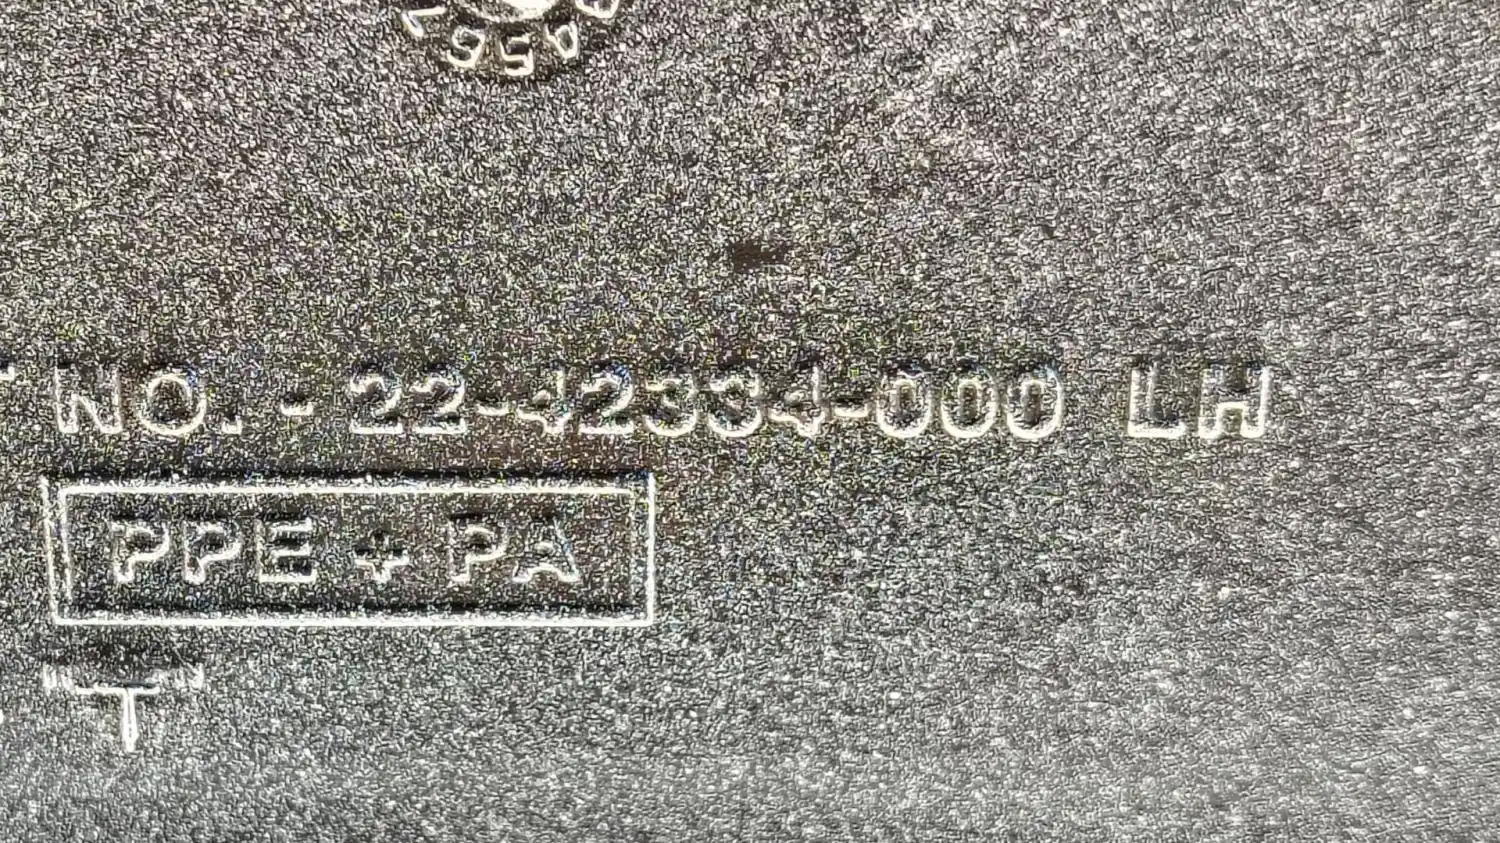 NO. - 22-42334-000 LH
PPE + PA
"T"